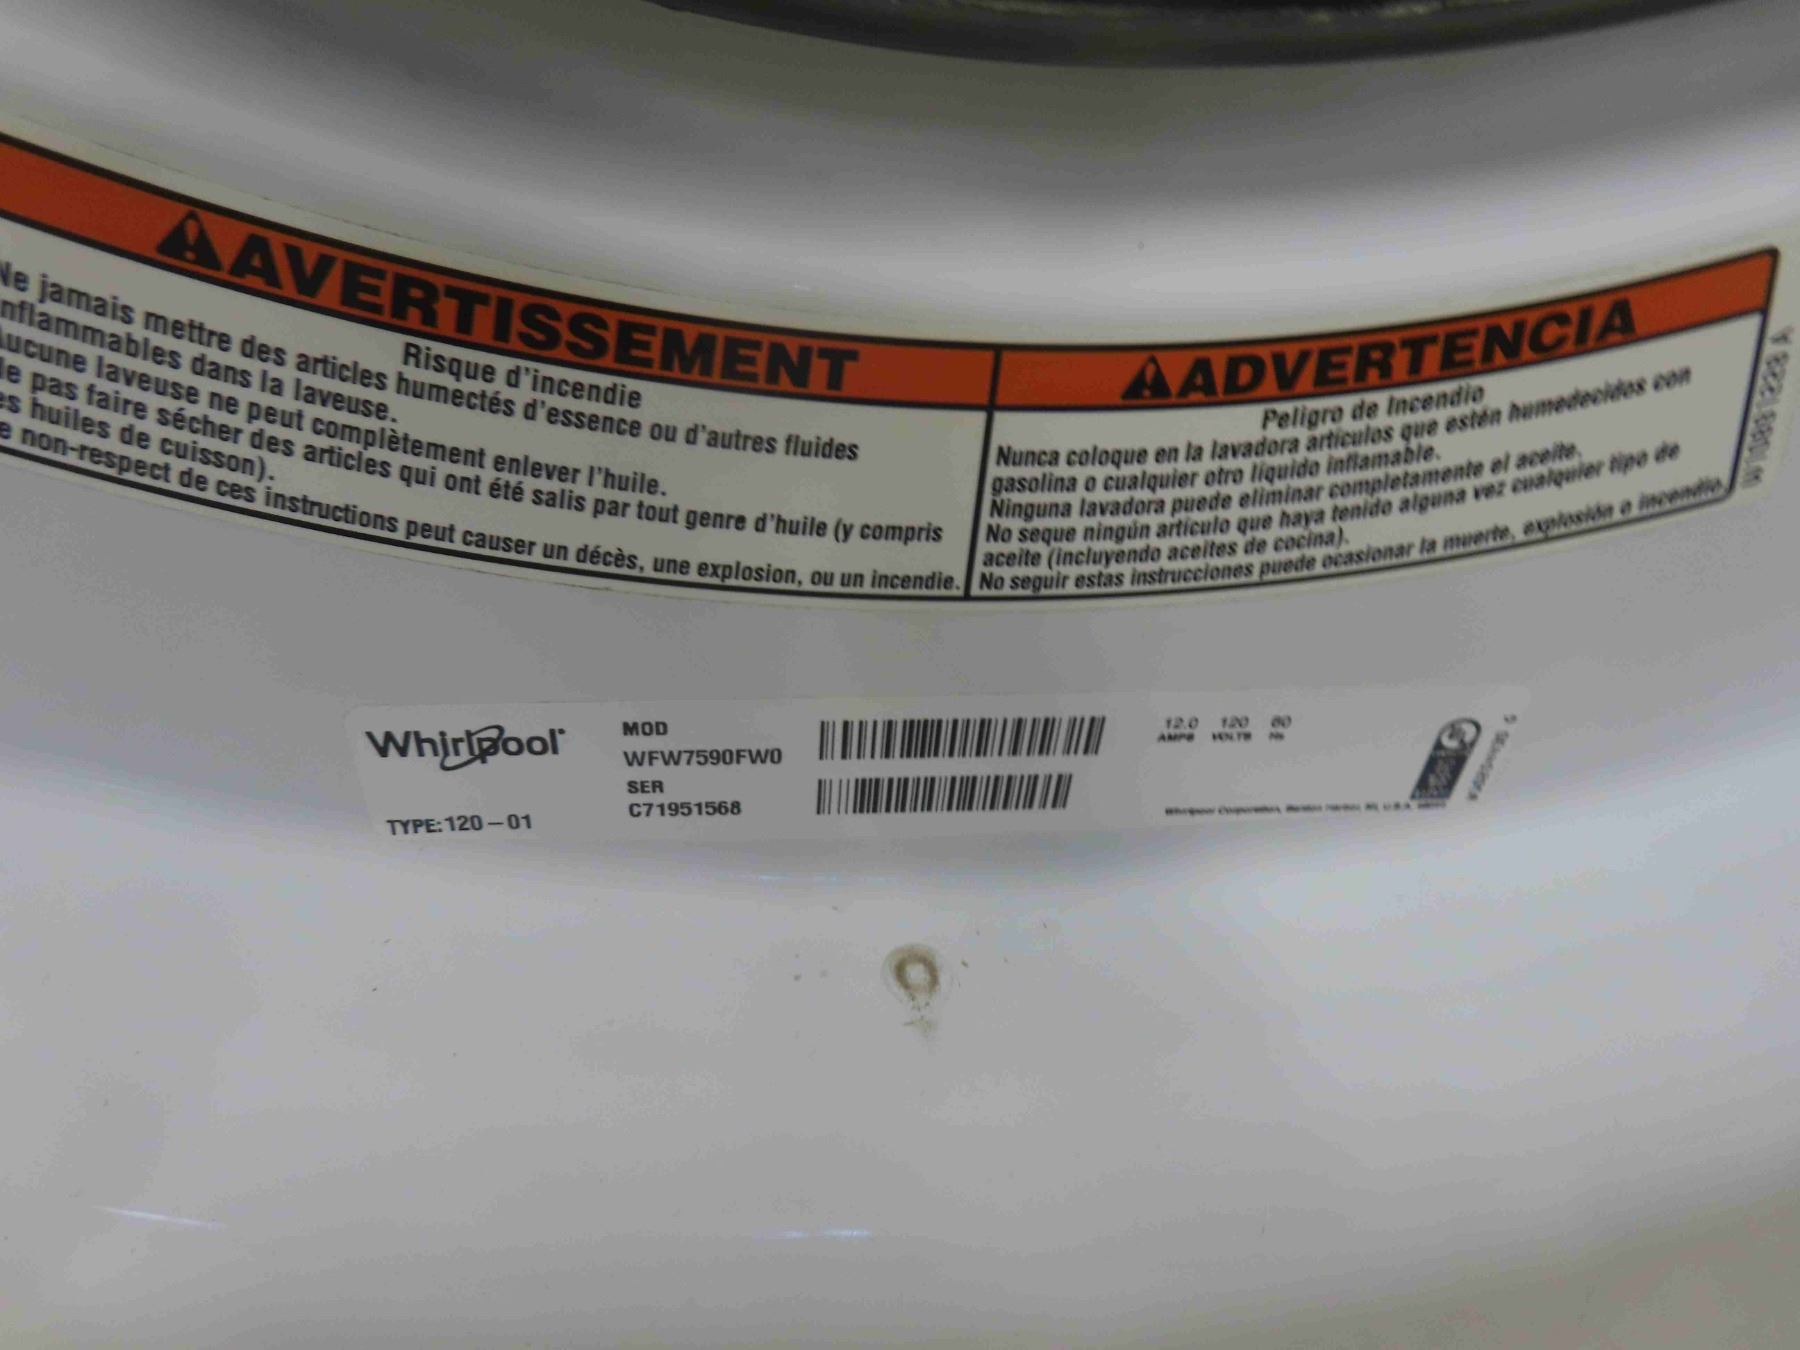 AVERTISSEMENT
Risque d'incendie
Ne jamais mettre des articles humectés d'essence ou d'autres fluides
inflammables dans la laveuse.
Aucune laveuse ne peut complètement enlever l'huile.
Ne pas faire sécher des articles qui ont été salis par tout genre d'huile (y compris
les huiles de cuisson).
Le non-respect de ces instructions peut causer un décès, une explosion, ou un incendie.
ADVERTENCIA
Peligro de Incendio
Nunca coloque en la lavadora artículos que estén humedecidos con
gasolina o cualquier otro líquido inflamable.
Ninguna lavadora puede eliminar completamente el aceite.
No seque ningún artículo que haya tenido alguna vez cualquier tipo de
aceite (incluyendo aceites de cocina).
No seguir estas instrucciones puede ocasionar la muerte, explosión o incendio.
Whirlpool
TYPE: 120-01
MOD
WFW7590FW0
SER
C71951568
12.0 120 60
AMPS VOLTS Hz
Whirlpool Corporation, Benton Harbor, MI, U.S.A.